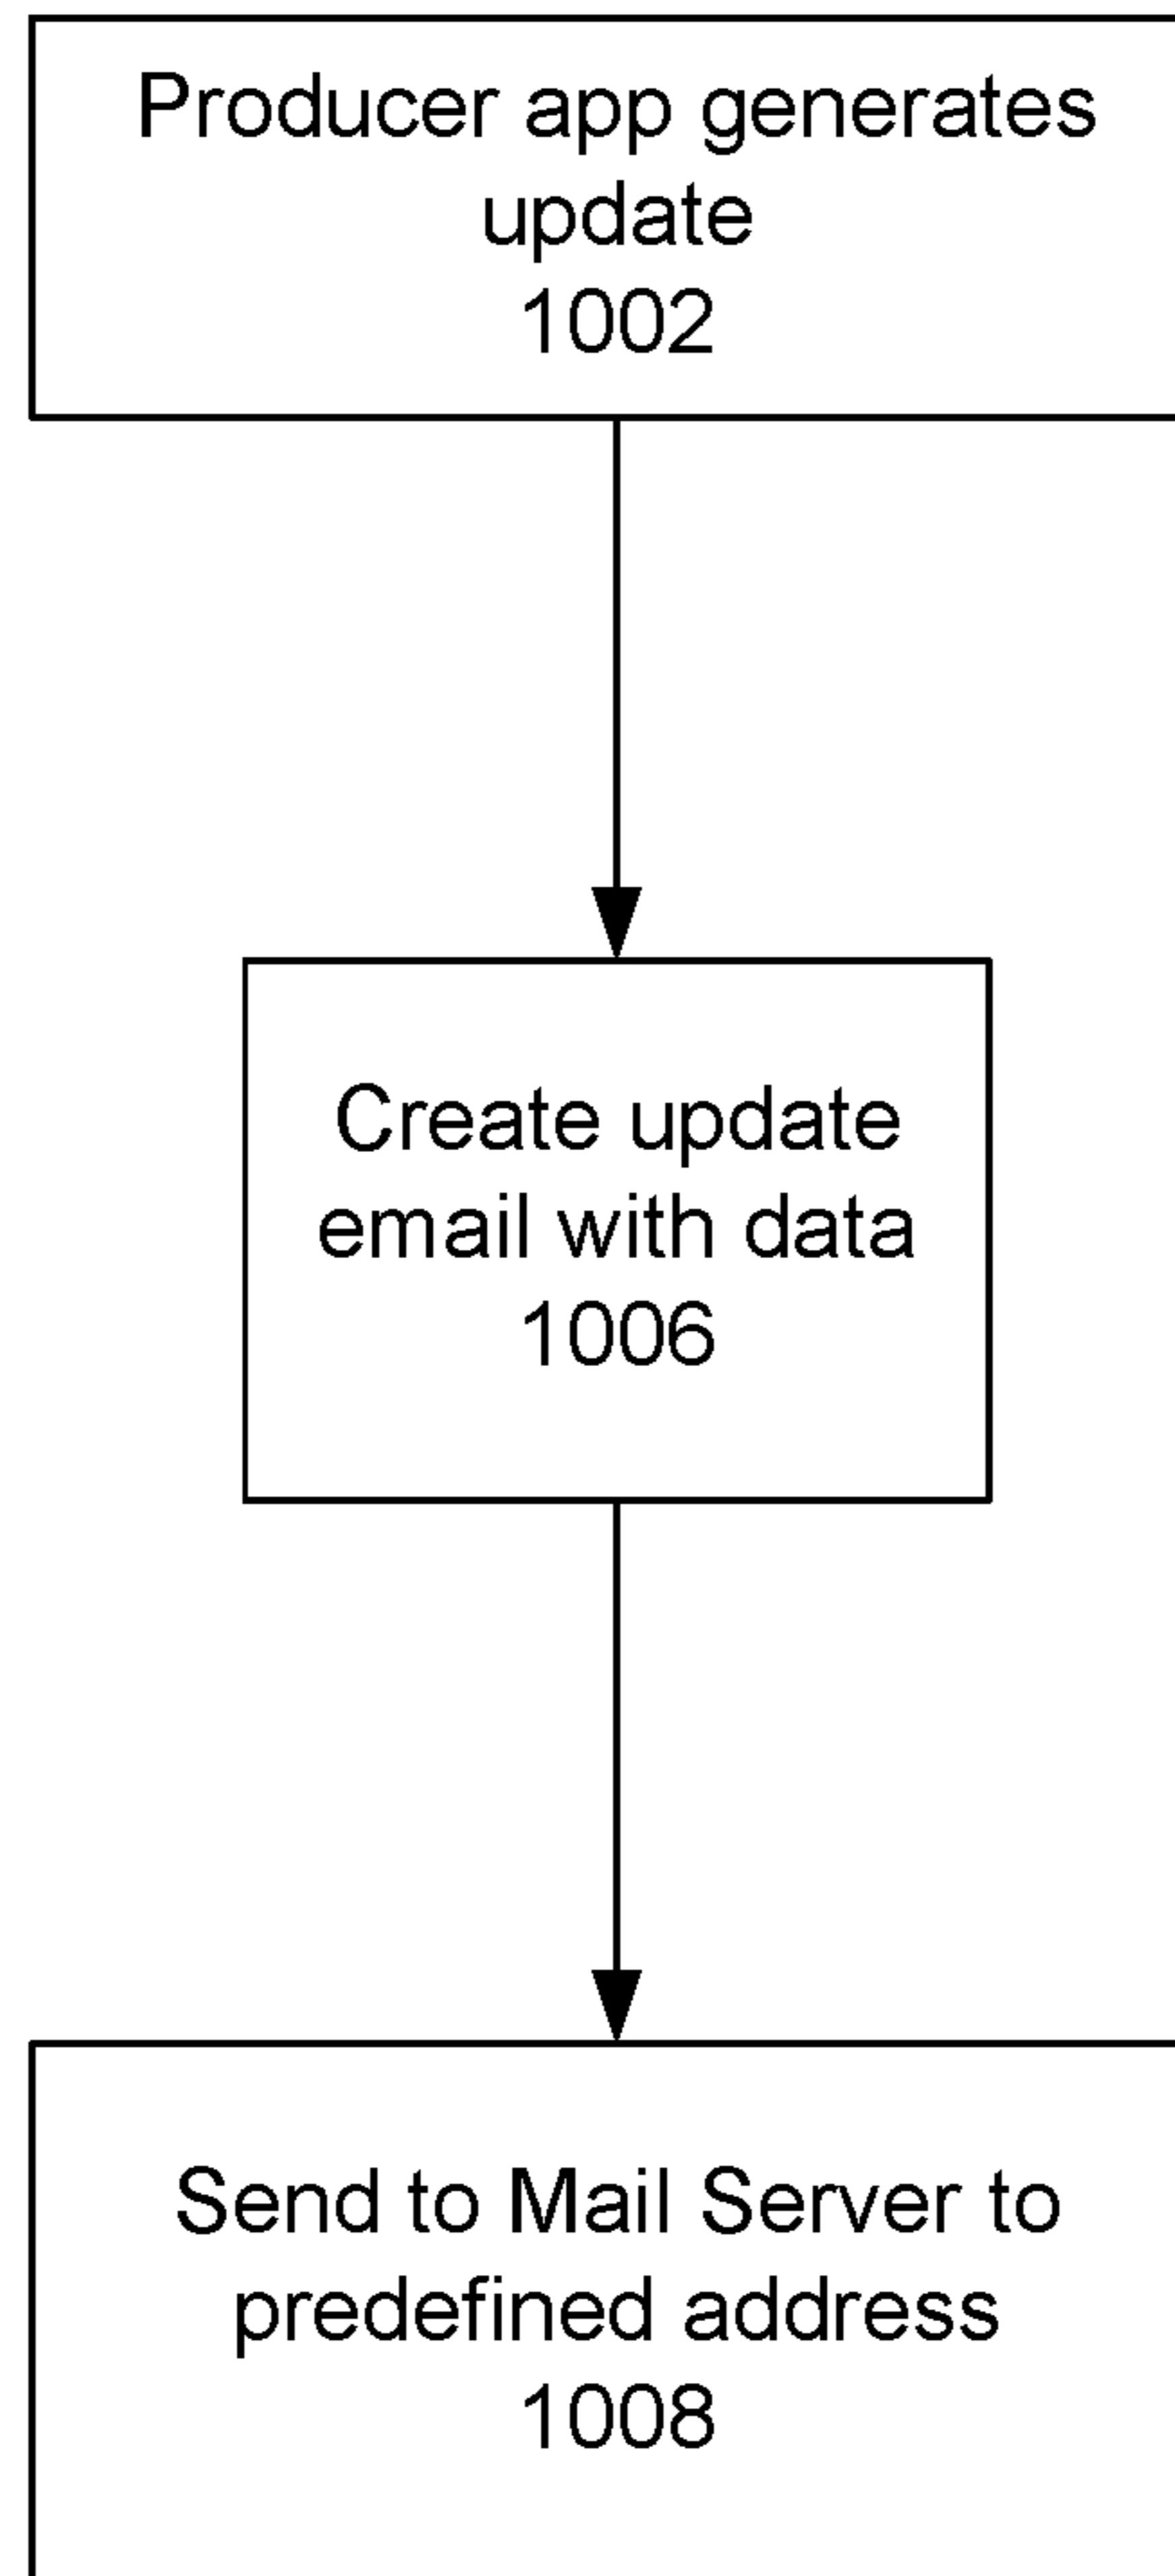 Producer app generates
update
1002
Create update
email with data
1006
Send to Mail Server to
predefined address
1008